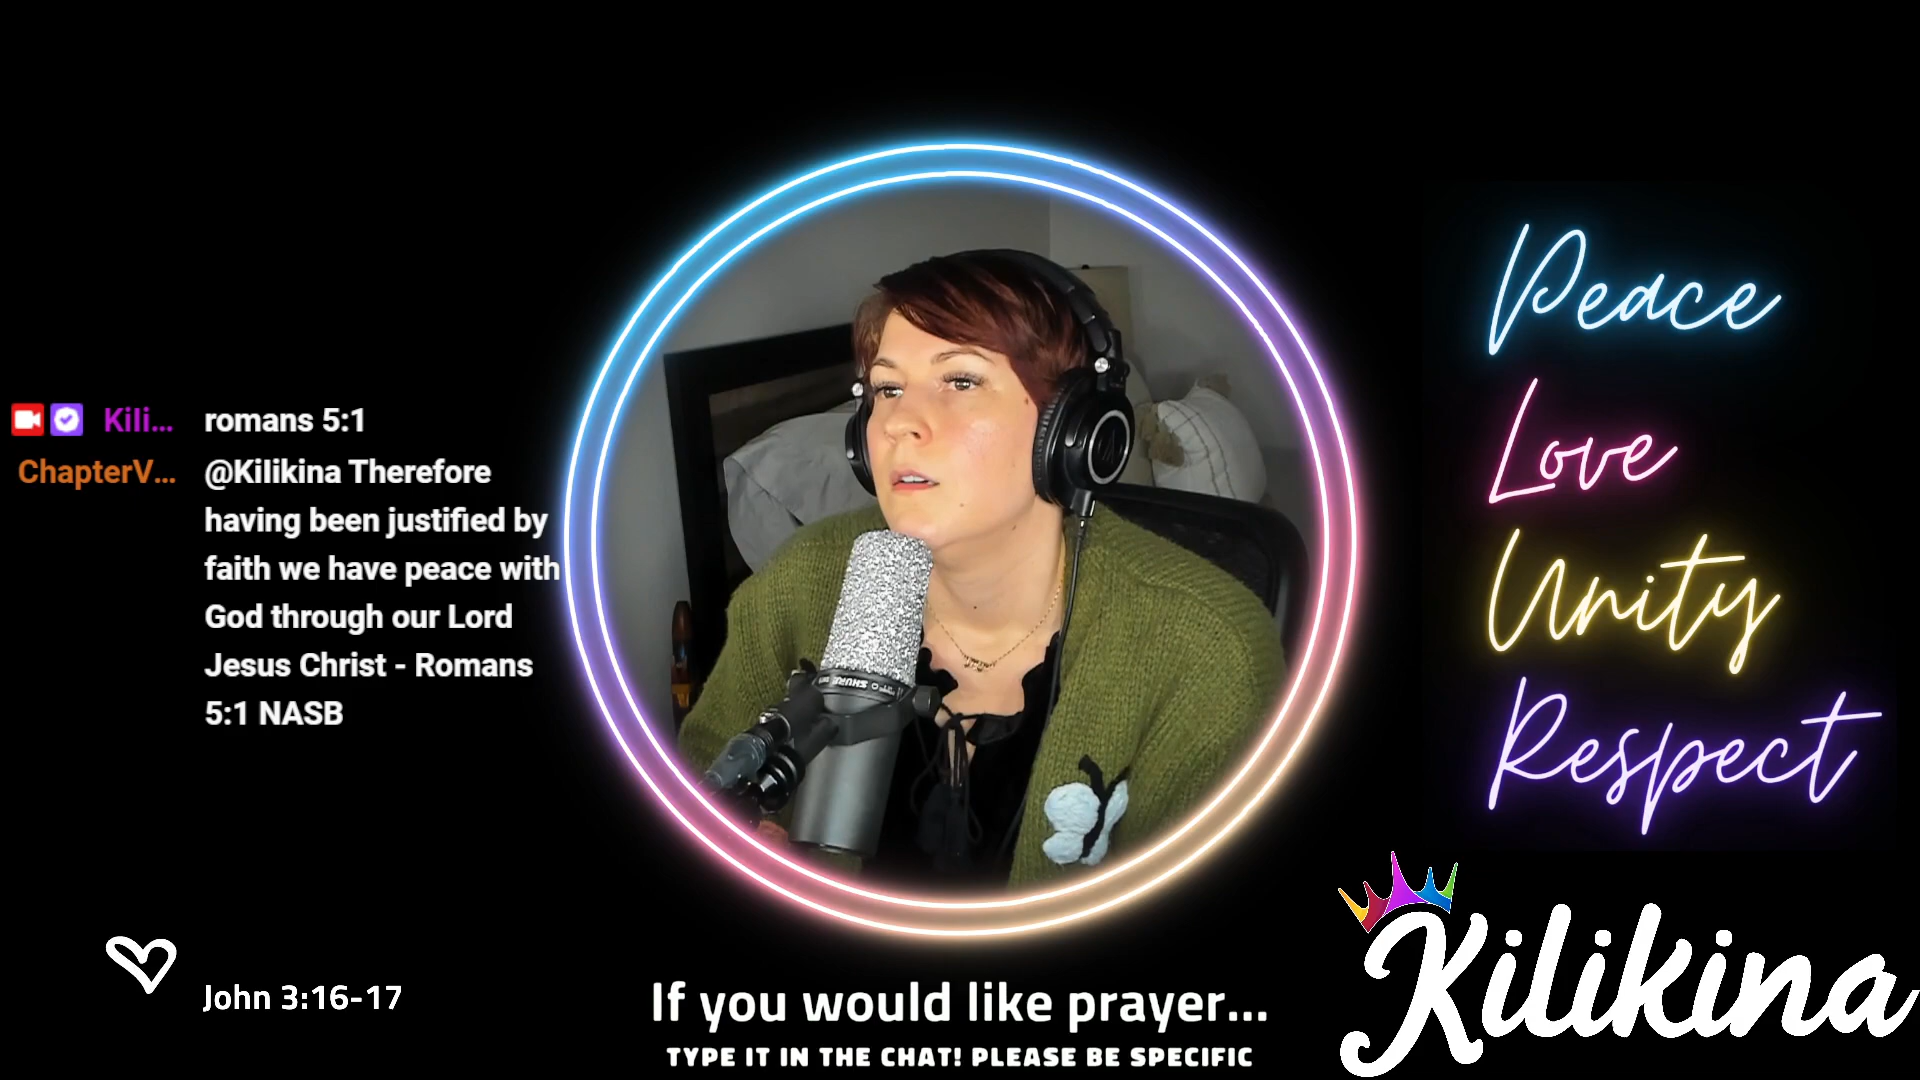 Kili... romans 5:1
ChapterV... @Kilikina Therefore
having been justified by
faith we have peace with
God through our Lord
Jesus Christ - Romans
5:1 NASB
SHURE
Peace
Love
Unity
Respect
John 3:16-17
If you would like prayer...
TYPE IT IN THE CHAT! PLEASE BE SPECIFIC
Kilikina